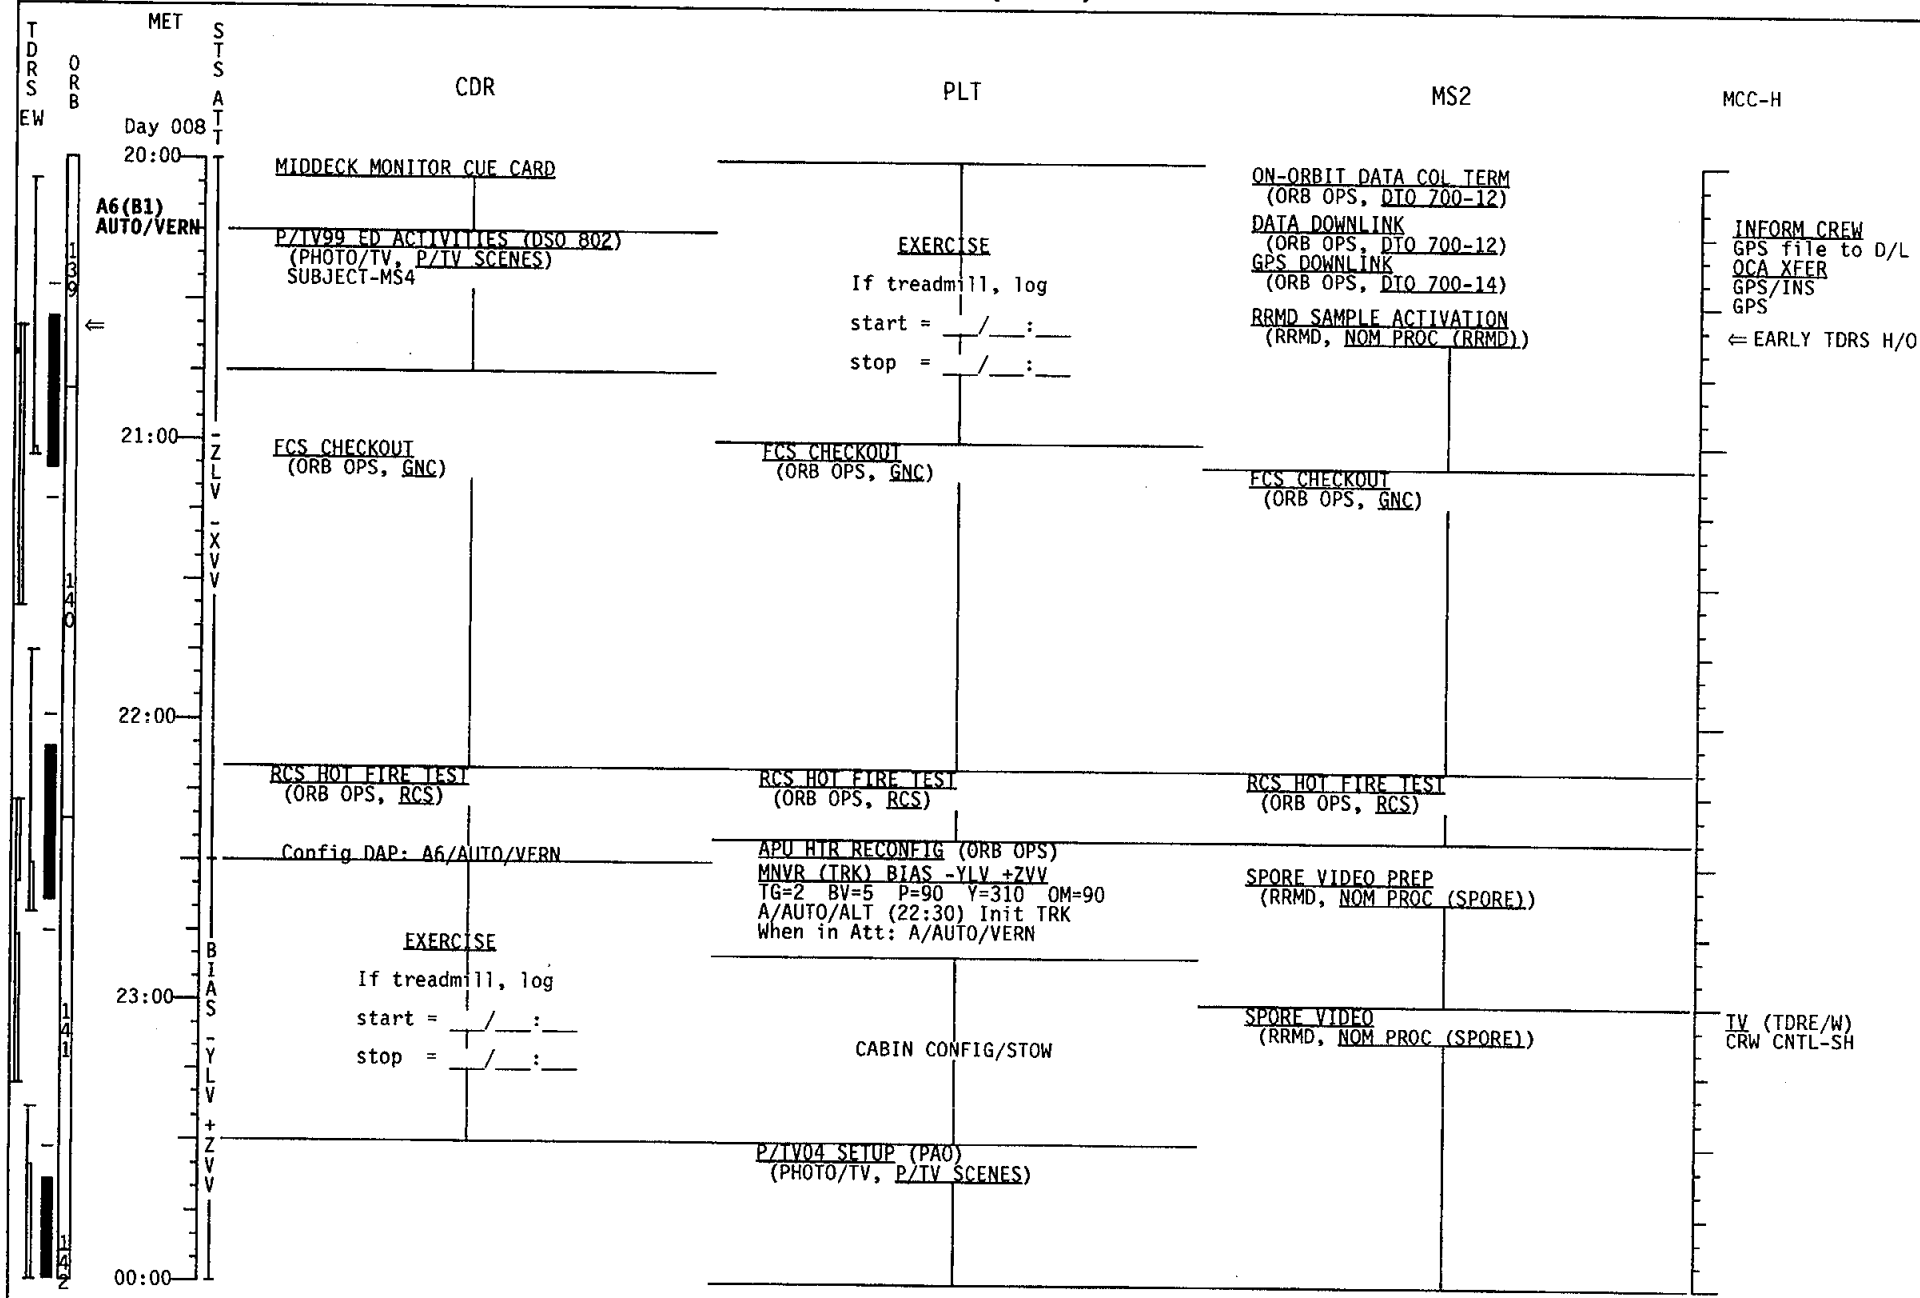 MET
TDRS
EW
ORB
STS ATT
CDR
PLT
MS2
MCC-H
Day 008
20:00
A6(B1)
AUTO/VERN
139
⇐
21:00
-ZLV -XVV
140
22:00
BIAS -YLV +ZVV
23:00
141
00:00
142
MIDDECK MONITOR CUE CARD
P/TV99 ED ACTIVITIES (DSO 802)
(PHOTO/TV, P/TV SCENES)
SUBJECT-MS4
FCS CHECKOUT
(ORB OPS, GNC)
RCS HOT FIRE TEST
(ORB OPS, RCS)
Config DAP: A6/AUTO/VERN
EXERCISE
If treadmill, log
start = __/__:__
stop = __/__:__
EXERCISE
If treadmill, log
start = __/__:__
stop = __/__:__
FCS CHECKOUT
(ORB OPS, GNC)
RCS HOT FIRE TEST
(ORB OPS, RCS)
APU HTR RECONFIG (ORB OPS)
MNVR (TRK) BIAS -YLV +ZVV
TG=2 BV=5 P=90 Y=310 OM=90
A/AUTO/ALT (22:30) Init TRK
When in Att: A/AUTO/VERN
CABIN CONFIG/STOW
P/TV04 SETUP (PAO)
(PHOTO/TV, P/TV SCENES)
ON-ORBIT DATA COL TERM
(ORB OPS, DTO 700-12)
DATA DOWNLINK
(ORB OPS, DTO 700-12)
GPS DOWNLINK
(ORB OPS, DTO 700-14)
RRMD SAMPLE ACTIVATION
(RRMD, NOM PROC (RRMD))
FCS CHECKOUT
(ORB OPS, GNC)
RCS HOT FIRE TEST
(ORB OPS, RCS)
SPORE VIDEO PREP
(RRMD, NOM PROC (SPORE))
SPORE VIDEO
(RRMD, NOM PROC (SPORE))
INFORM CREW
GPS file to D/L
OCA XFER
GPS/INS
GPS
⇐ EARLY TDRS H/O
TV (TDRE/W)
CRW CNTL-SH